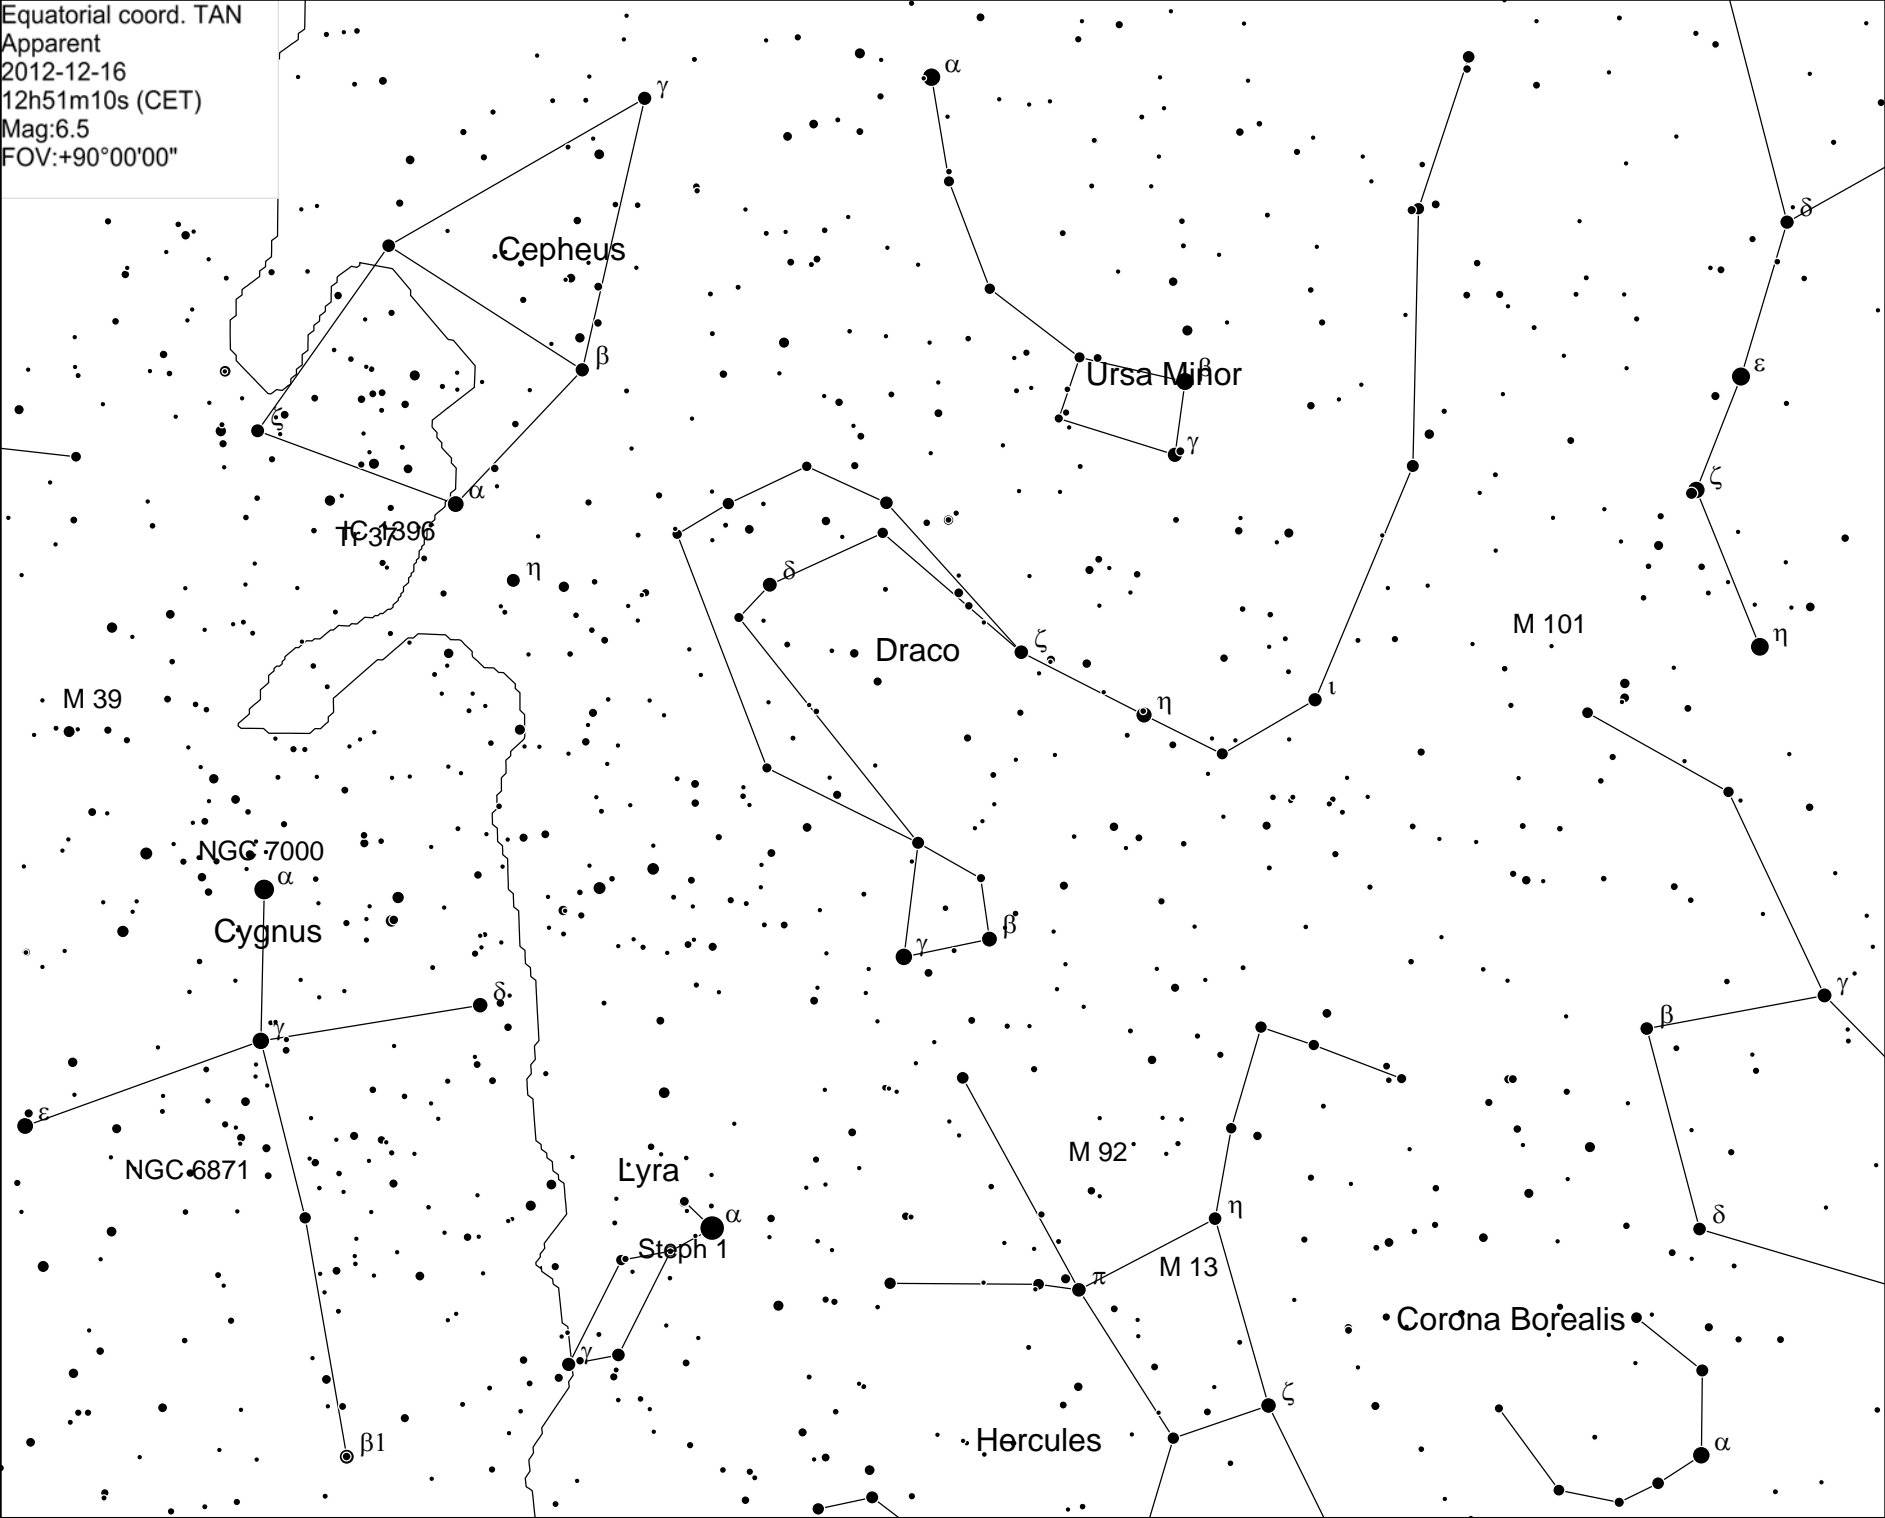 Equatorial coord. TAN
Apparent
2012-12-16
12h51m10s (CET)
Mag:6.5
FOV:+90°00'00"
α
γ
δ
Cepheus
β
Ursa Minor
β
ε
ζ
γ
α
ζ
IC 1396
Tr 37
η
δ
M 101
ζ
Draco
η
ι
η
M 39
NGC 7000
α
Cygnus
γ
β
δ
γ
β
γ
ε
M 92
NGC 6871
Lyra
α
η
δ
Steph 1
π
M 13
Corona Borealis
γ
ζ
Hercules
β1
α